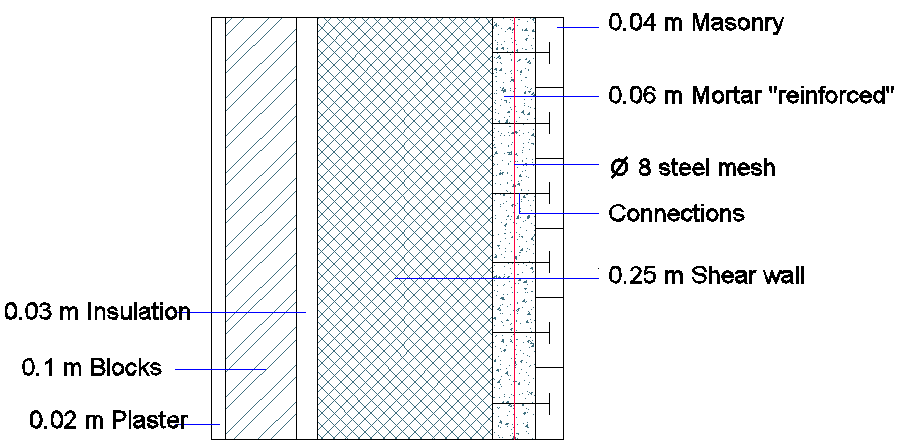 0.04 m Masonry
0.06 m Mortar "reinforced"
Ø 8 steel mesh
Connections
0.25 m Shear wall
0.03 m Insulation
0.1 m Blocks
0.02 m Plaster